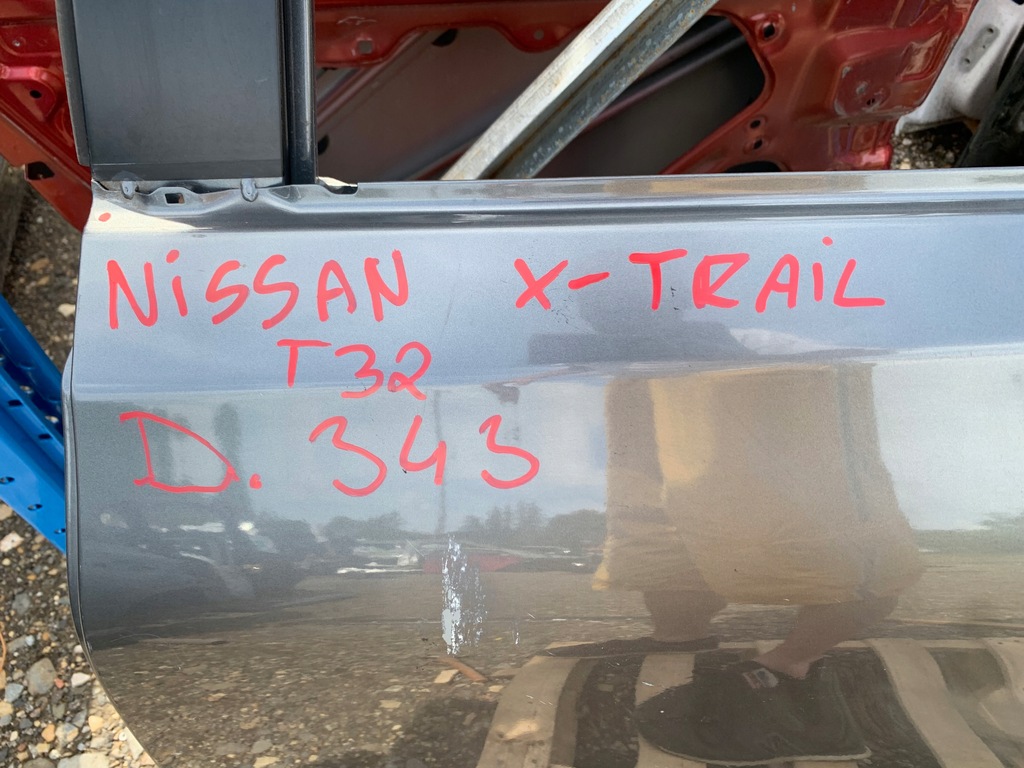 NiSSAN X-TRAiL
T32
D. 343